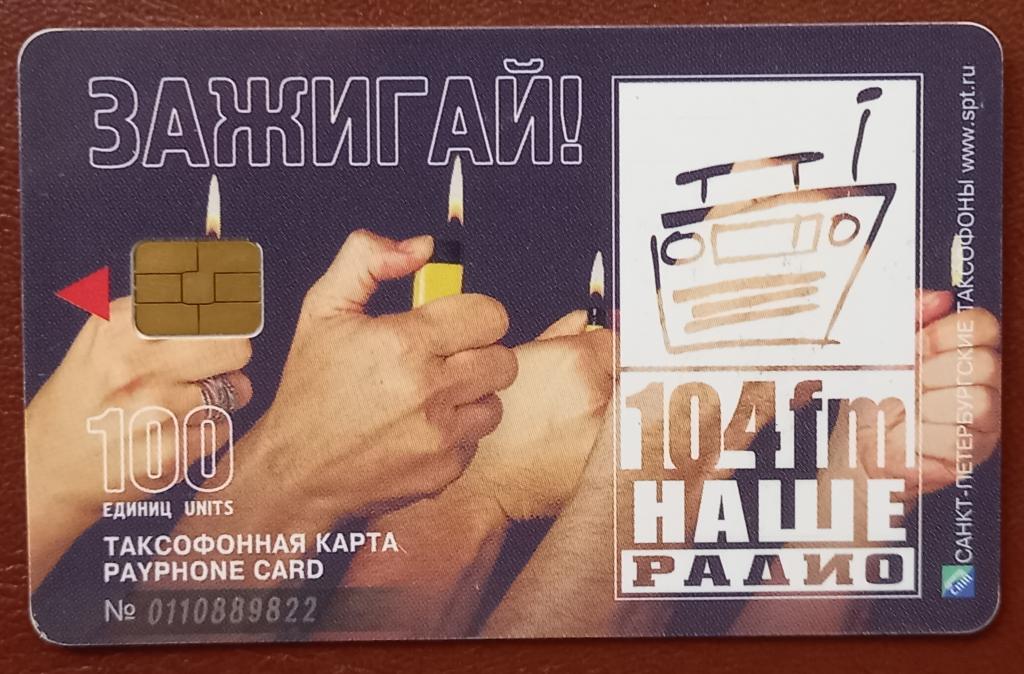 ЗАЖИГАЙ!
100
ЕДИНИЦ UNITS
ТАКСОФОННАЯ КАРТА
PAYPHONE CARD
№ 0110889822
104fm
НАШЕ
РАДИО
САНКТ-ПЕТЕРБУРГСКИЕ ТАКСОФОНЫ www.spt.ru
спт